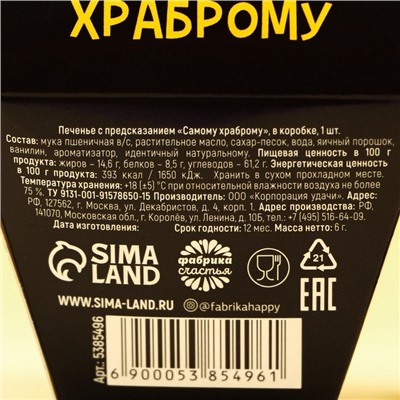 ХРАБРОМУ
Печенье с предсказанием «Самому храброму», в коробке, 1 шт.
Состав: мука пшеничная в/с, растительное масло, сахар-песок, вода, яичный порошок,
ванилин, ароматизатор, идентичный натуральному. Пищевая ценность в 100 г
продукта: жиров – 14,6 г, белков – 8,5 г, углеводов – 61,2 г. Энергетическая ценность
в 100 г продукта: 393 ккал / 1650 кДж. Хранить в сухом прохладном месте.
Температура хранения: +18 (±5) °С при относительной влажности воздуха не более
75 %. ТУ 9131-001-91578650-15 Производитель: ООО «Корпорация удачи». Адрес:
РФ, 127562, г. Москва, ул. Декабристов, д. 4, корп. 1. Адрес производства: РФ,
141070, Московская обл., г. Королёв, ул. Ленина, д. 10Б, тел.: +7 (495) 516-64-09.
Дата изготовления: Срок годности: 12 мес. Масса нетто: 6 г.
SIMA
LAND
фабрика
счастья
21
EAC
WWW.SIMA-LAND.RU
@fabrikahappy
Арт.: 5385496
6 900053 854961